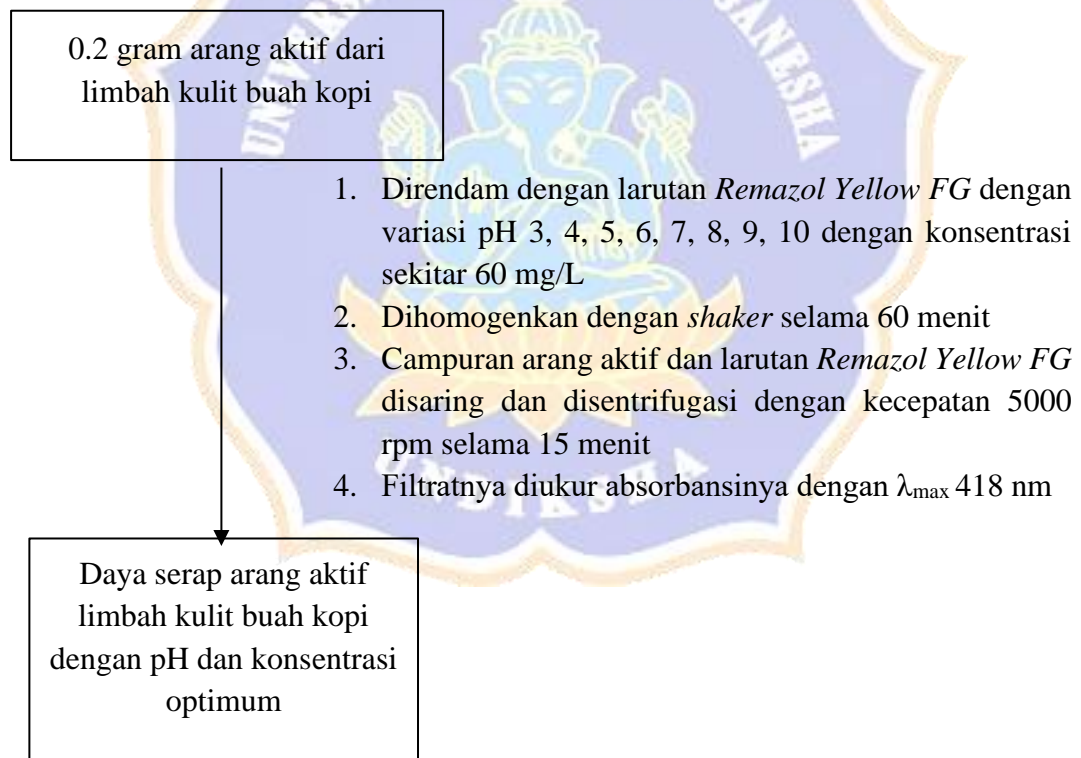 UNIVERS
GANESHA
0.2 gram arang aktif dari
limbah kulit buah kopi
1. Direndam dengan larutan Remazol Yellow FG dengan
variasi pH 3, 4, 5, 6, 7, 8, 9, 10 dengan konsentrasi
sekitar 60 mg/L
2. Dihomogenkan dengan shaker selama 60 menit
3. Campuran arang aktif dan larutan Remazol Yellow FG
disaring dan disentrifugasi dengan kecepatan 5000
rpm selama 15 menit
4. Filtratnya diukur absorbansinya dengan λmax 418 nm
UNDIKSHA
Daya serap arang aktif
limbah kulit buah kopi
dengan pH dan konsentrasi
optimum